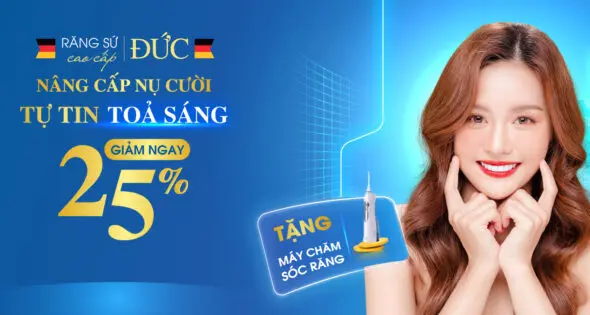 RĂNG SỨ
cao cấp
ĐỨC
NÂNG CẤP NỤ CƯỜI
TỰ TIN TOẢ SÁNG
GIẢM NGAY
25%
TẶNG
MÁY CHĂM
SÓC RĂNG